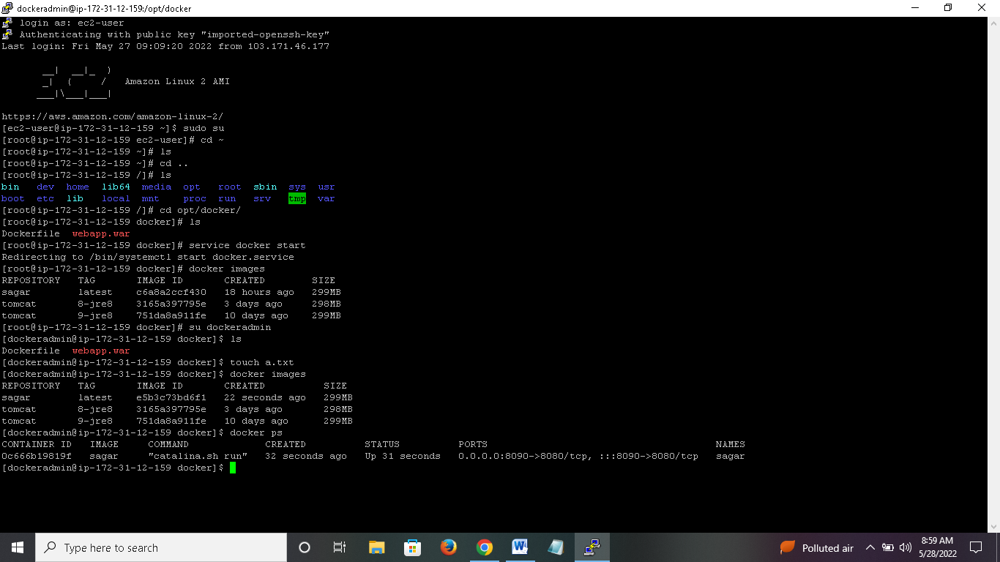 dockeradmin@ip-172-31-12-159:/opt/docker
login as: ec2-user
Authenticating with public key "imported-openssh-key"
Last login: Fri May 27 09:09:20 2022 from 103.171.46.177
       __|  __|_  )
       _|  (     /   Amazon Linux 2 AMI
      ___|\___|___|
https://aws.amazon.com/amazon-linux-2/
[ec2-user@ip-172-31-12-159 ~]$ sudo su
[root@ip-172-31-12-159 ec2-user]# cd ~
[root@ip-172-31-12-159 ~]# ls
[root@ip-172-31-12-159 ~]# cd ..
[root@ip-172-31-12-159 /]# ls
bin   dev  home  lib64  media  opt   root  sbin  sys  usr
boot  etc  lib   local  mnt    proc  run   srv   tmp  var
[root@ip-172-31-12-159 /]# cd opt/docker/
[root@ip-172-31-12-159 docker]# ls
Dockerfile  webapp.war
[root@ip-172-31-12-159 docker]# service docker start
Redirecting to /bin/systemctl start docker.service
[root@ip-172-31-12-159 docker]# docker images
REPOSITORY   TAG       IMAGE ID       CREATED        SIZE
sagar        latest    c6a8a2ccf430   18 hours ago   299MB
tomcat       8-jre8    3165a397795e   3 days ago     298MB
tomcat       9-jre8    751da8a911fe   10 days ago    299MB
[root@ip-172-31-12-159 docker]# su dockeradmin
[dockeradmin@ip-172-31-12-159 docker]$ ls
Dockerfile  webapp.war
[dockeradmin@ip-172-31-12-159 docker]$ touch a.txt
[dockeradmin@ip-172-31-12-159 docker]$ docker images
REPOSITORY   TAG       IMAGE ID       CREATED          SIZE
sagar        latest    e5b3c73bd6f1   22 seconds ago   299MB
tomcat       8-jre8    3165a397795e   3 days ago       298MB
tomcat       9-jre8    751da8a911fe   10 days ago      299MB
[dockeradmin@ip-172-31-12-159 docker]$ docker ps
CONTAINER ID   IMAGE     COMMAND             CREATED          STATUS          PORTS                                       NAMES
0c666b19819f   sagar     "catalina.sh run"   32 seconds ago   Up 31 seconds   0.0.0.0:8090->8080/tcp, :::8090->8080/tcp   sagar
[dockeradmin@ip-172-31-12-159 docker]$
Type here to search
Polluted air
8:59 AM
5/28/2022